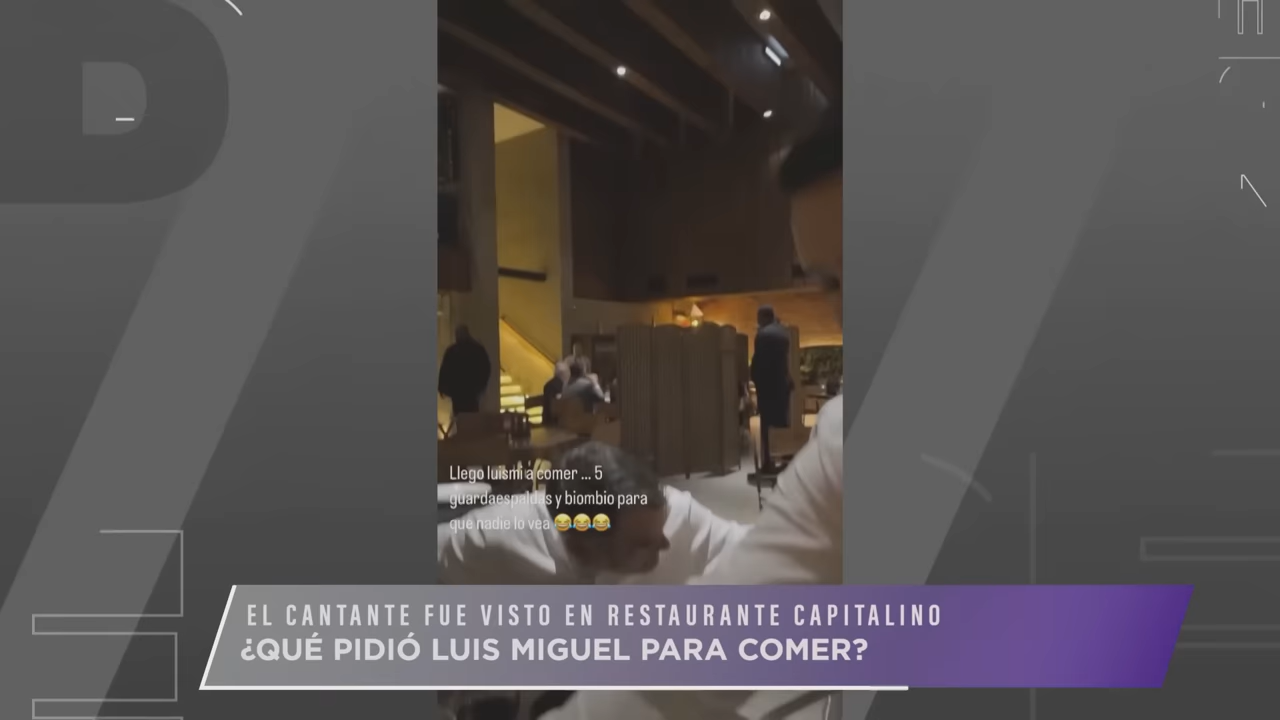 Llego luismi a comer ... 5
guardaespaldas y biombio para
que nadie lo vea 😂😂😂
EL CANTANTE FUE VISTO EN RESTAURANTE CAPITALINO
¿QUÉ PIDIÓ LUIS MIGUEL PARA COMER?